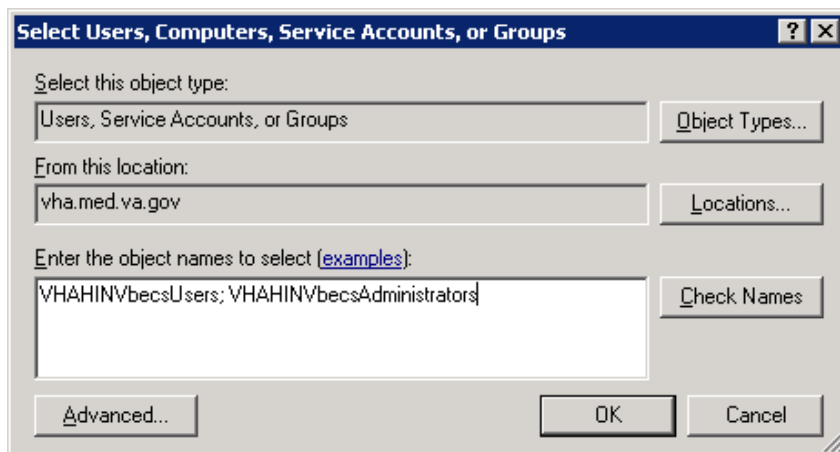 Select Users, Computers, Service Accounts, or Groups
Select this object type:
Users, Service Accounts, or Groups
Object Types...
From this location:
vha.med.va.gov
Locations...
Enter the object names to select (examples):
VHAHINVbecsUsers; VHAHINVbecsAdministrators
Check Names
Advanced...
OK
Cancel